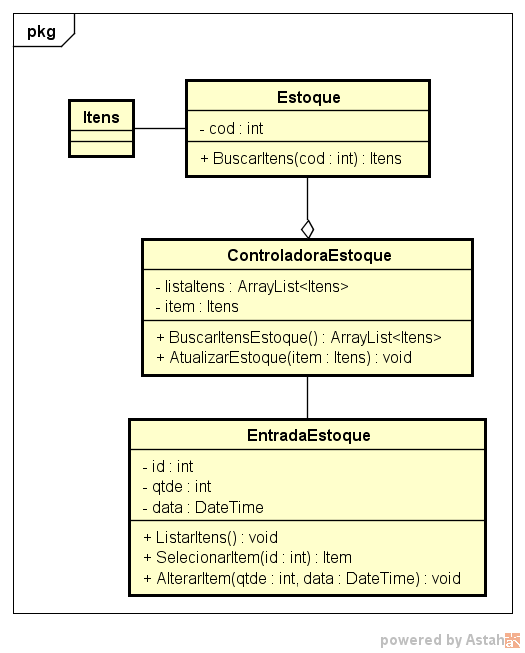 pkg
Estoque
Itens
- cod : int
+ BuscarItens(cod : int) : Itens
ControladoraEstoque
- listaItens : ArrayList<Itens>
- item : Itens
+ BuscarItensEstoque() : ArrayList<Itens>
+ AtualizarEstoque(item : Itens) : void
EntradaEstoque
- id : int
- qtde : int
- data : DateTime
+ ListarItens() : void
+ SelecionarItem(id : int) : Item
+ AlterarItem(qtde : int, data : DateTime) : void
powered by Astah